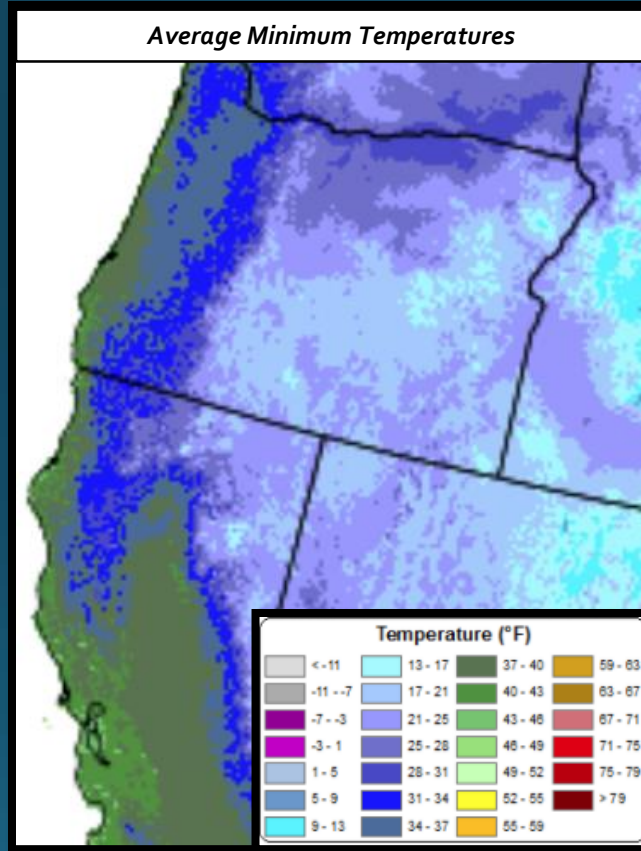 Average Minimum Temperatures
Temperature (°F)
< -11 13 - 17 37 - 40 59 - 63
-11 - -7 17 - 21 40 - 43 63 - 67
-7 - -3 21 - 25 43 - 46 67 - 71
-3 - 1 25 - 28 46 - 49 71 - 75
1 - 5 28 - 31 49 - 52 75 - 79
5 - 9 31 - 34 52 - 55 > 79
9 - 13 34 - 37 55 - 59